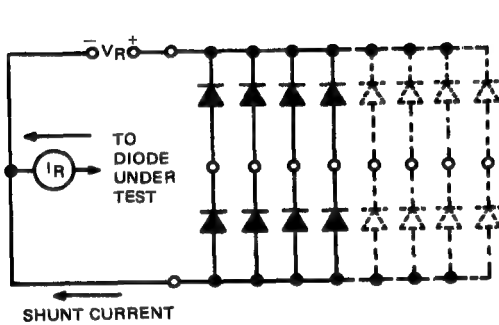 − VR +
TO
DIODE
UNDER
TEST
IR
SHUNT CURRENT